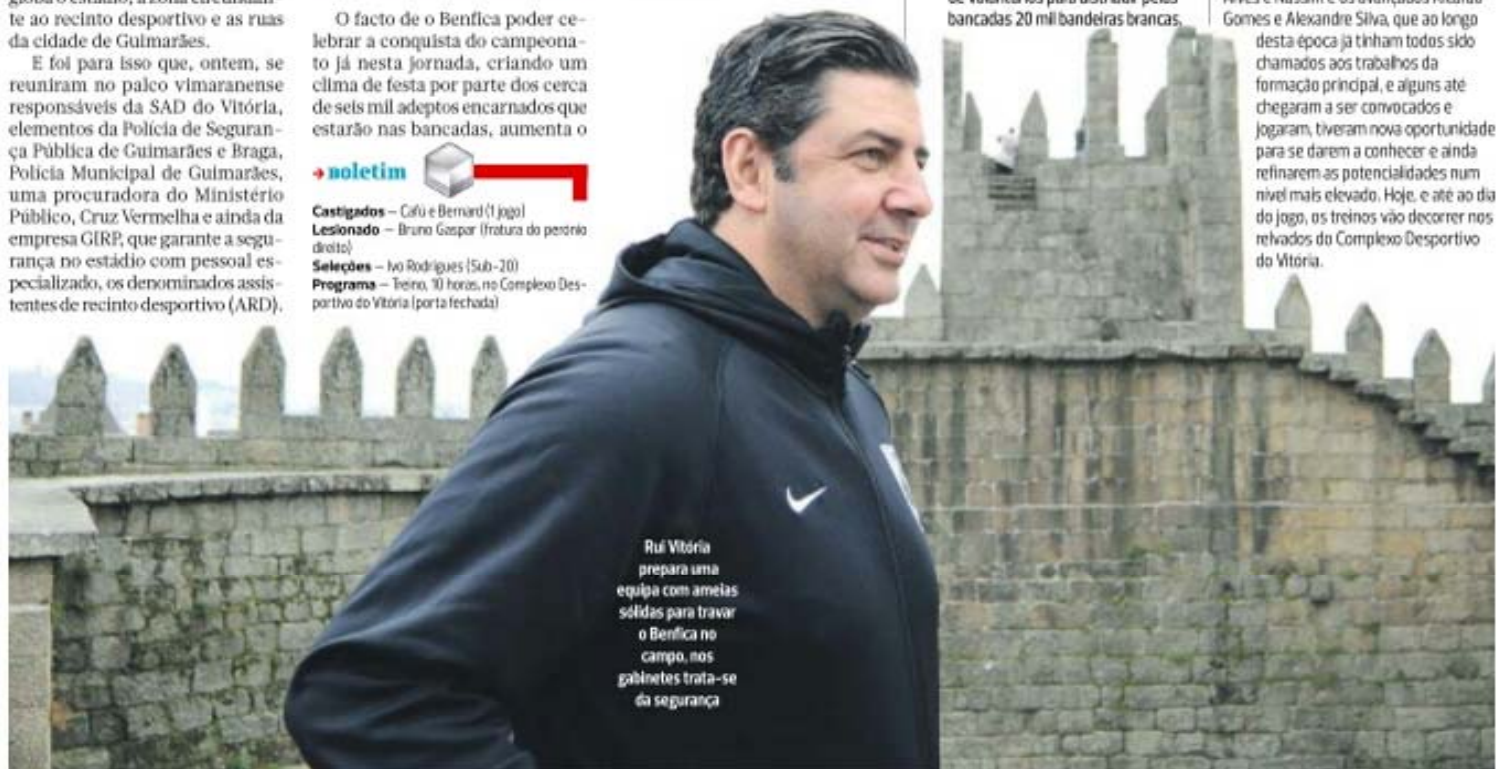 te ao recinto desportivo e as ruas
da cidade de Guimarães.
E foi para isso que, ontem, se
reuniram no palco vimaranense
responsáveis da SAD do Vitória,
elementos da Polícia de Seguran-
ça Pública de Guimarães e Braga,
Polícia Municipal de Guimarães,
uma procuradora do Ministério
Público, Cruz Vermelha e ainda da
empresa GIRP, que garante a segu-
rança no estádio com pessoal es-
pecializado, os denominados assis-
tentes de recinto desportivo (ARD).
O facto de o Benfica poder ce-
lebrar a conquista do campeona-
to já nesta jornada, criando um
clima de festa por parte dos cerca
de seis mil adeptos encarnados que
estarão nas bancadas, aumenta o
Boletim
Castigados – Cafú e Bernard (1 jogo)
Lesionado – Bruno Gaspar (fratura do perónio
direito)
Seleções – Ivo Rodrigues (Sub-20)
Programa – Treino, 10 horas, no Complexo Des-
portivo do Vitória (porta fechada)
Rui Vitória
prepara uma
equipa com ameias
sólidas para travar
o Benfica no
campo, nos
gabinetes trata-se
da segurança
bancadas 20 mil bandeiras brancas,
Gomes e Alexandre Silva, que ao longo
desta época já tinham todos sido
chamados aos trabalhos da
formação principal, e alguns até
chegaram a ser convocados e
jogaram, tiveram nova oportunidade
para se darem a conhecer e ainda
refinarem as potencialidades num
nível mais elevado. Hoje, e até ao dia
do jogo, os treinos vão decorrer nos
relvados do Complexo Desportivo
do Vitória.